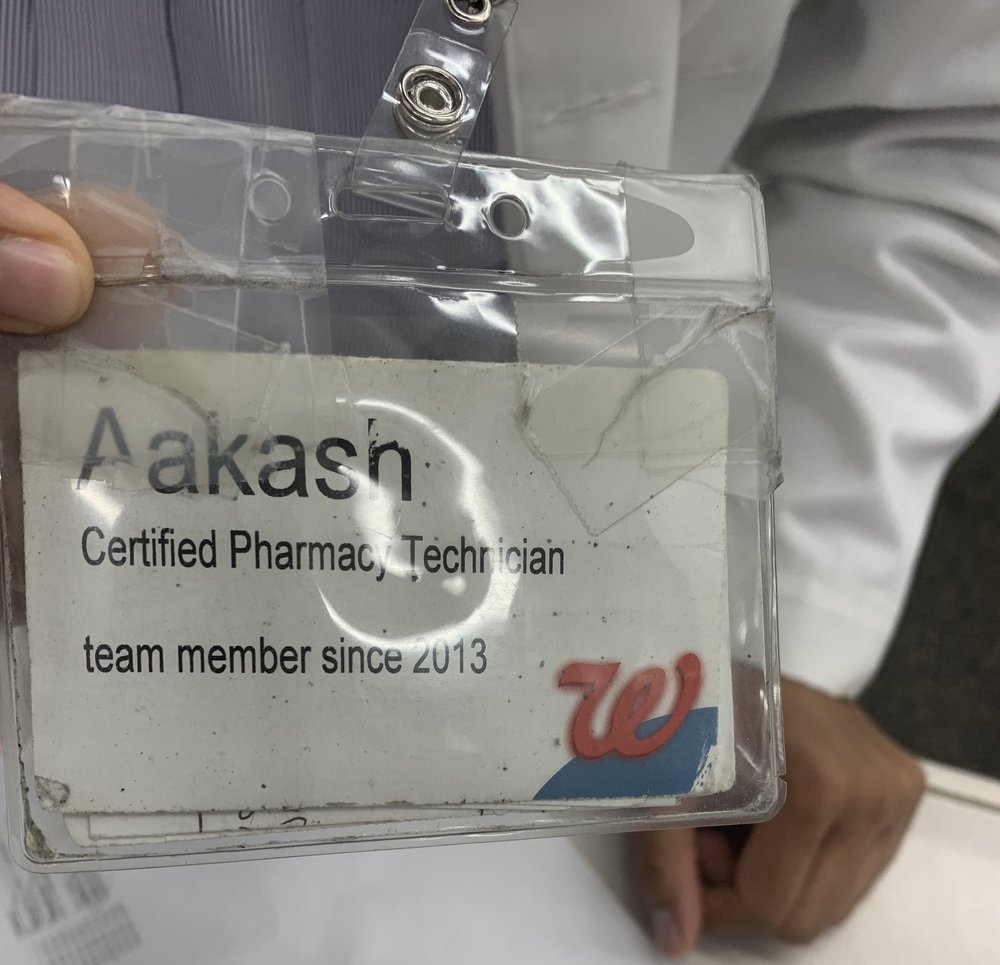 Aakash
Certified Pharmacy Technician
team member since 2013
W